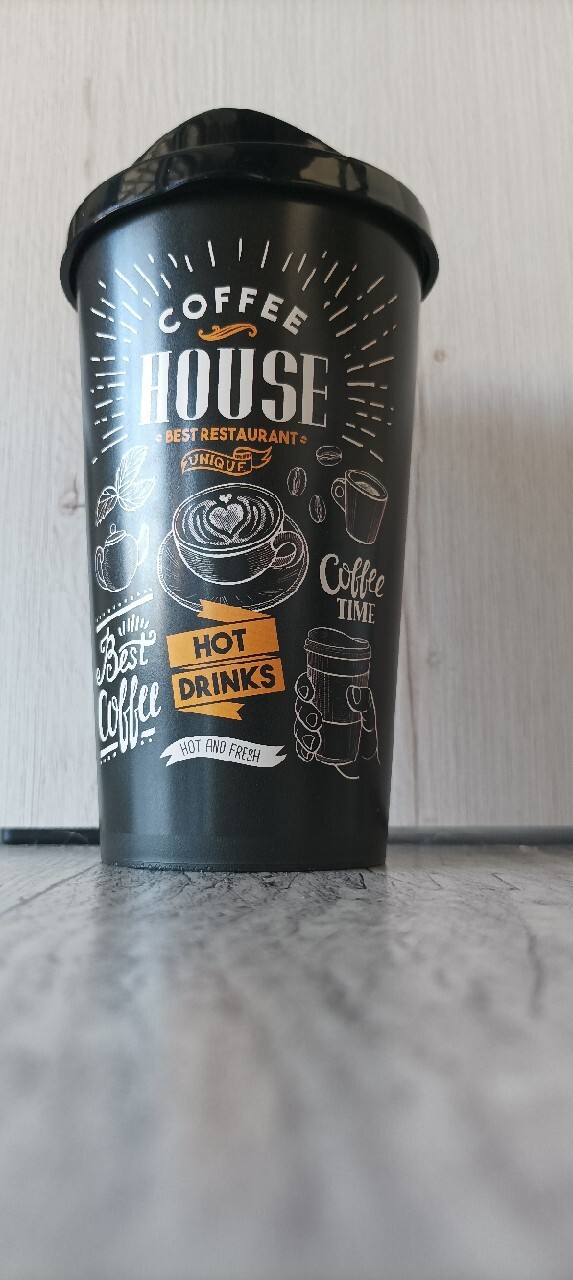 COFFEE
HOUSE
BEST RESTAURANT
UNIQUE
Coffee
TIME
Best
Coffee
HOT
DRINKS
HOT AND FRESH